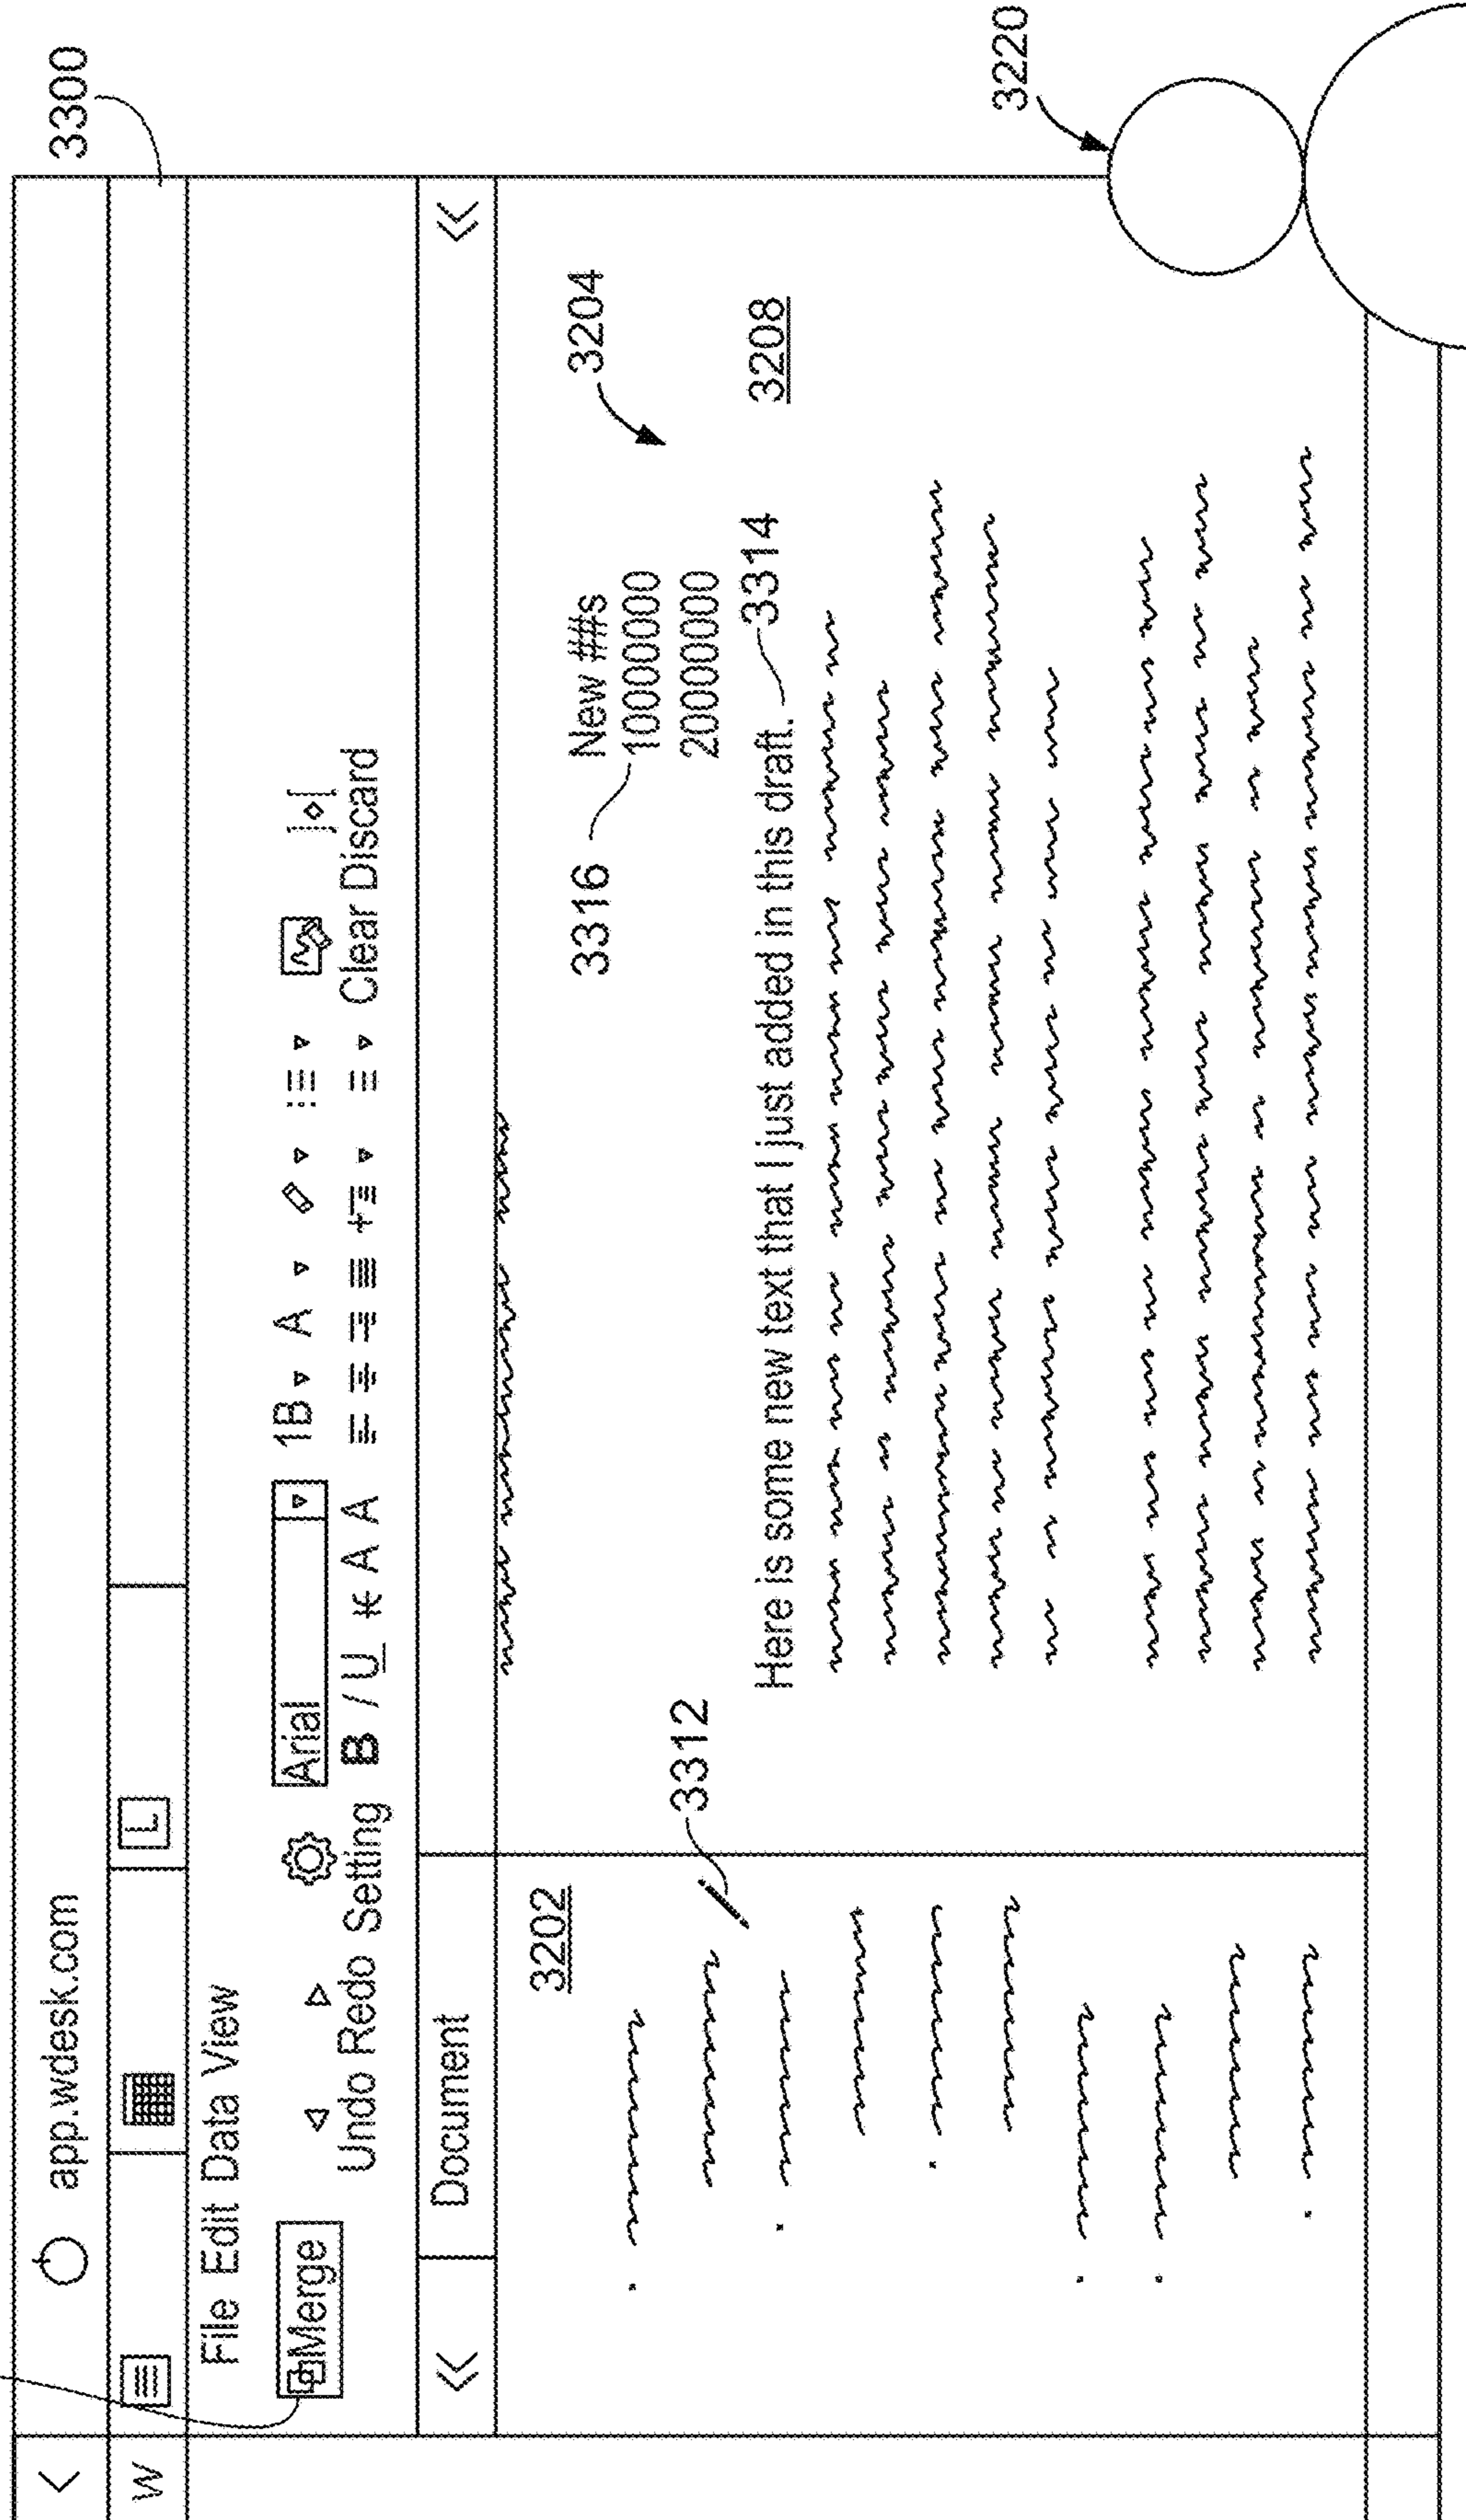 3300
< app.wdesk.com
W L
File Edit Data View
Merge Arial 1B A
Undo Redo Setting B / U A A Clear Discard
<< Document <<
3202
3204
3220
New ##s
3316 10000000
20000000
3208
3312
Here is some new text that I just added in this draft. 3314